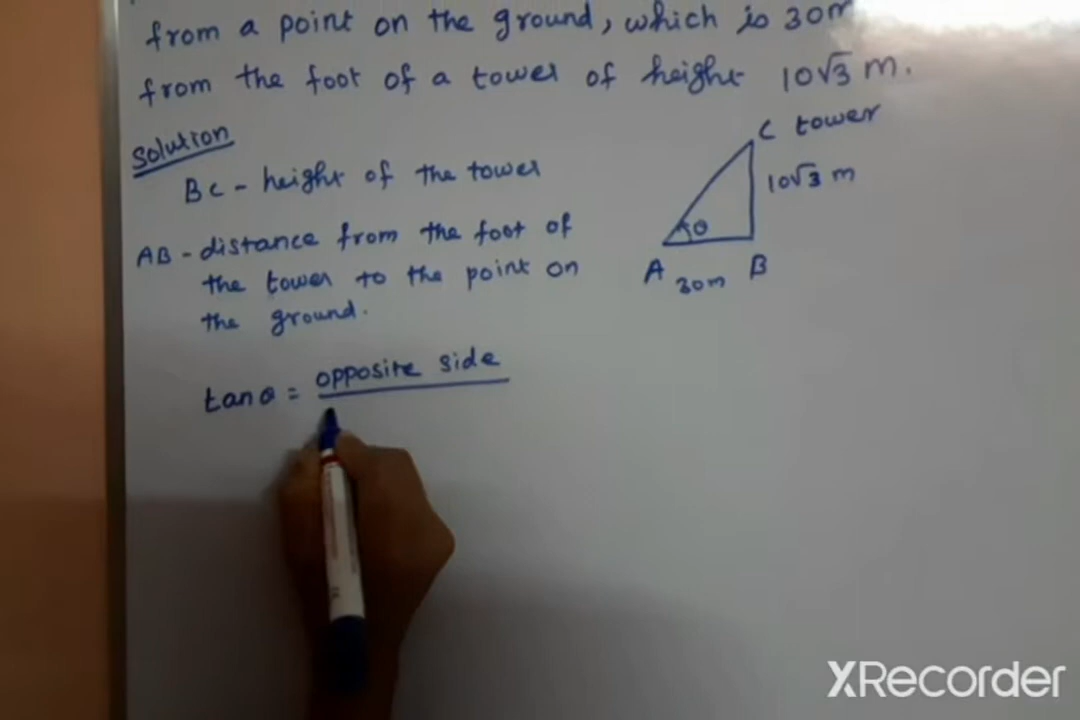 from a point on the ground, which is 30m
from the foot of a tower of height 10√3 m.
Solution
BC - height of the tower
AB - distance from the foot of
the tower to the point on
the ground.
C tower
10√3 m
θ
A
B
30m
tan θ = opposite side
XRecorder